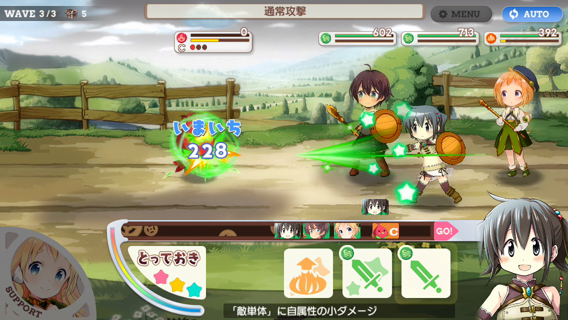 WAVE 3/3 5
通常攻撃
MENU
AUTO
0
C
602
713
392
いまいち
228
C
GO!
とっておき
SUPPORT
「敵単体」に自属性の小ダメージ